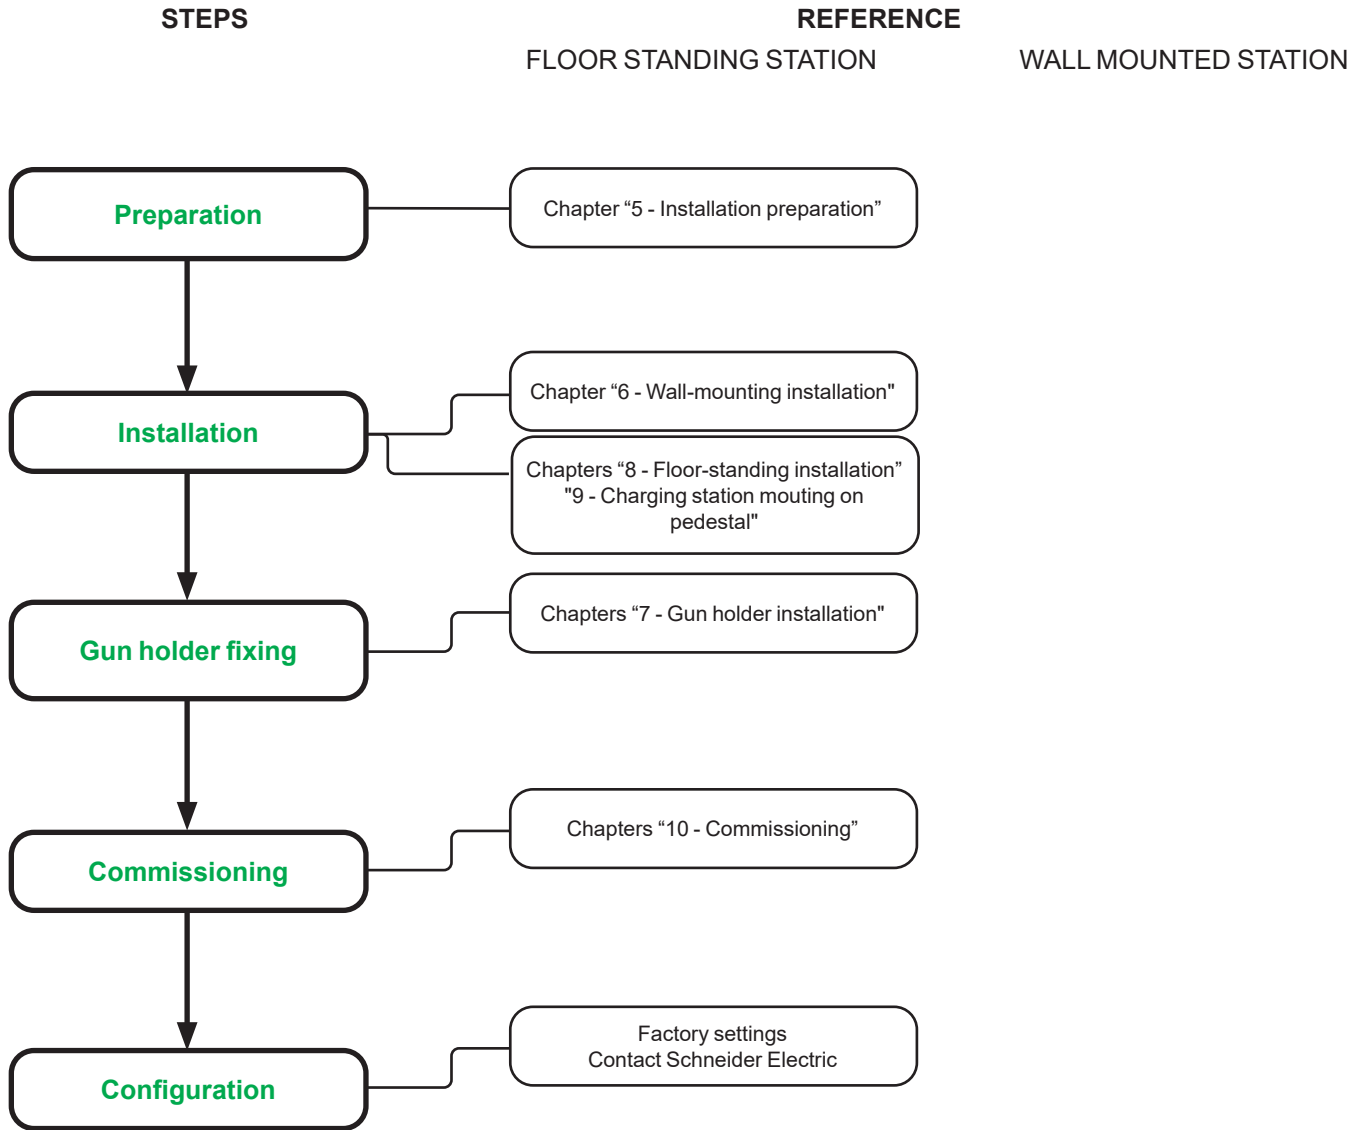 STEPS
REFERENCE
FLOOR STANDING STATION
WALL MOUNTED STATION
Preparation
Chapter “5 - Installation preparation”
Installation
Chapter “6 - Wall-mounting installation"
Chapters “8 - Floor-standing installation”
"9 - Charging station mouting on
pedestal"
Gun holder fixing
Chapters “7 - Gun holder installation"
Commissioning
Chapters “10 - Commissioning”
Configuration
Factory settings
Contact Schneider Electric